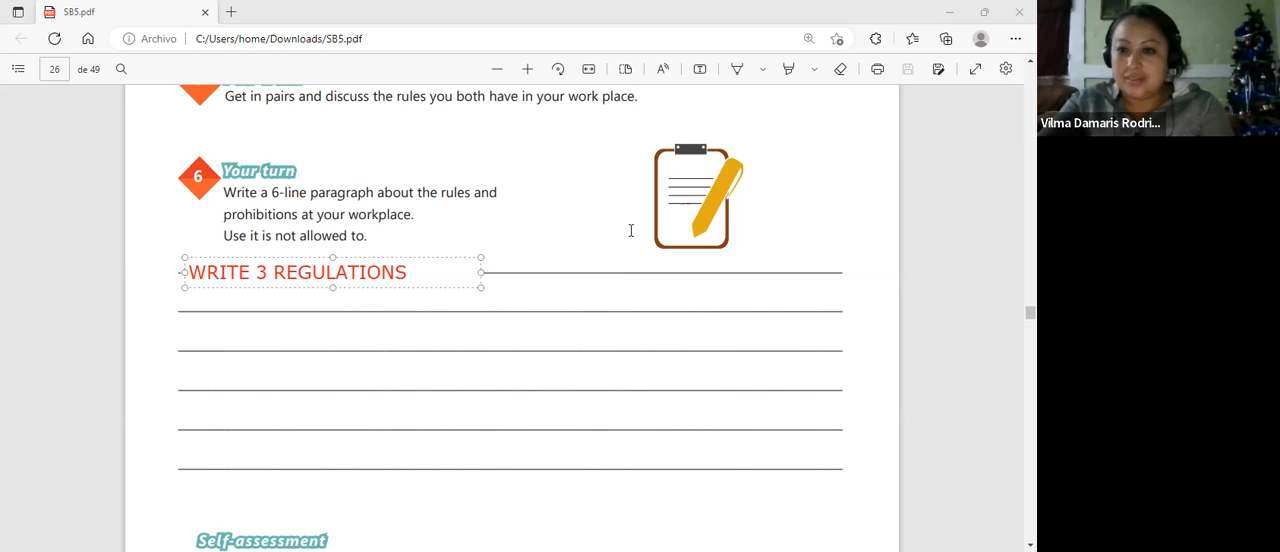 SB5.pdf
Archivo
C:/Users/home/Downloads/SB5.pdf
26
de 49
Get in pairs and discuss the rules you both have in your work place.
6
Your turn
Write a 6-line paragraph about the rules and
prohibitions at your workplace.
Use it is not allowed to.
WRITE 3 REGULATIONS
Self-assessment
Vilma Damaris Rodri...